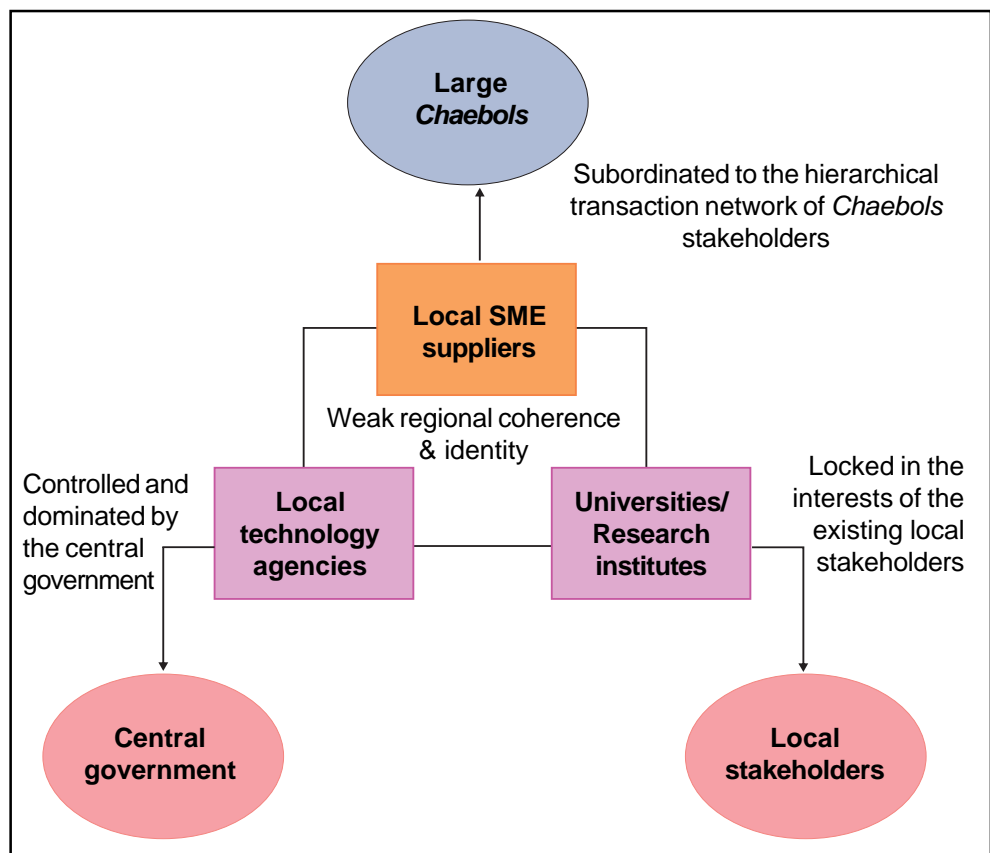 Large
Chaebols
Subordinated to the hierarchical
transaction network of Chaebols
stakeholders
Local SME
suppliers
Weak regional coherence
& identity
Controlled and
dominated by
the central
government
Local
technology
agencies
Universities/
Research
institutes
Locked in the
interests of the
existing local
stakeholders
Central
government
Local
stakeholders